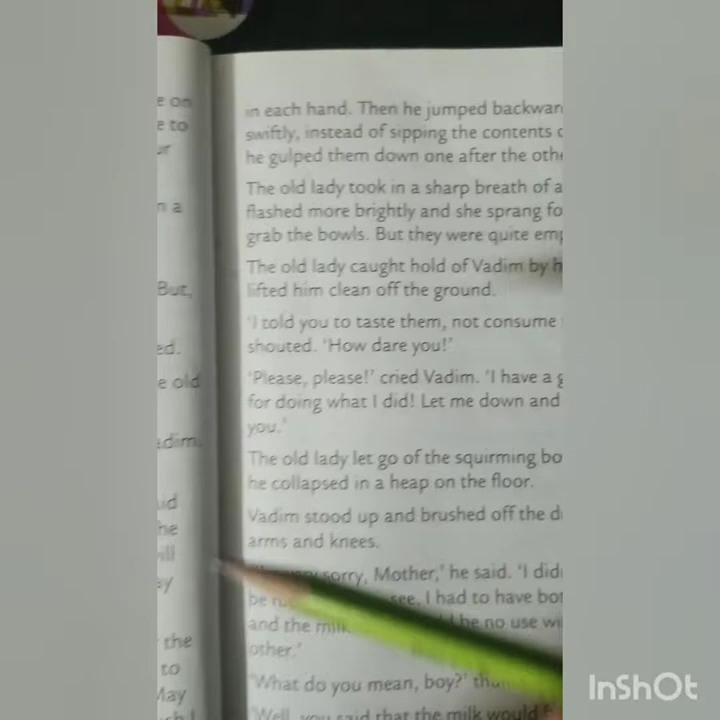 e on
e to
n a
But,
ed.
e old
adim.
he
ill
ay
the
to
May
in each hand. Then he jumped backwar
swiftly, instead of sipping the contents
he gulped them down one after the oth
The old lady took in a sharp breath of a
flashed more brightly and she sprang fo
grab the bowls. But they were quite em
The old lady caught hold of Vadim by h
lifted him clean off the ground.
'I told you to taste them, not consume
shouted. 'How dare you!'
'Please, please!' cried Vadim. 'I have a g
for doing what I did! Let me down and
you.'
The old lady let go of the squirming bo
he collapsed in a heap on the floor.
Vadim stood up and brushed off the d
arms and knees.
sorry, Mother,' he said. 'I did
be see, I had to have bo
and the be no use wi
other.'
'What do you mean, boy?'
'Well, you said that the milk would
InShOt